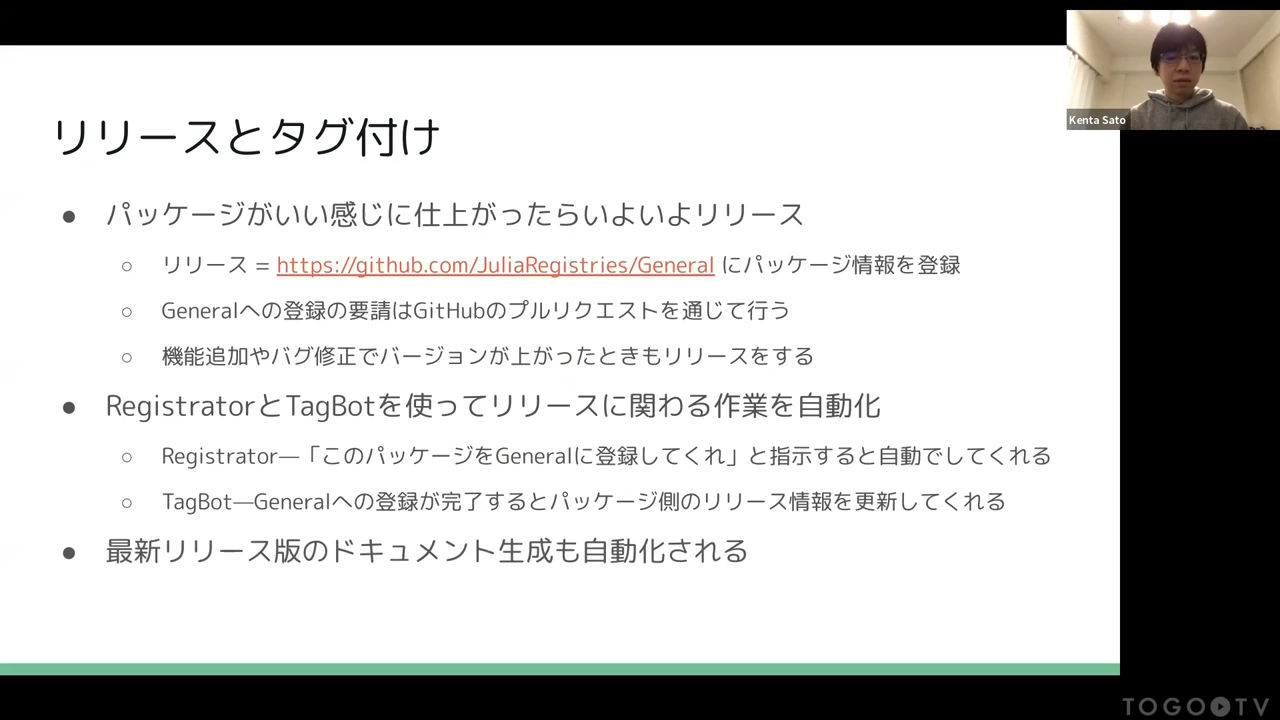 リリースとタグ付け
● パッケージがいい感じに仕上がったらいよいよリリース
○ リリース = https://github.com/JuliaRegistries/General にパッケージ情報を登録
○ Generalへの登録の要請はGitHubのプルリクエストを通じて行う
○ 機能追加やバグ修正でバージョンが上がったときもリリースをする
● RegistratorとTagBotを使ってリリースに関わる作業を自動化
○ Registrator—「このパッケージをGeneralに登録してくれ」と指示すると自動でしてくれる
○ TagBot—Generalへの登録が完了するとパッケージ側のリリース情報を更新してくれる
● 最新リリース版のドキュメント生成も自動化される
Kenta Sato
TOGO TV